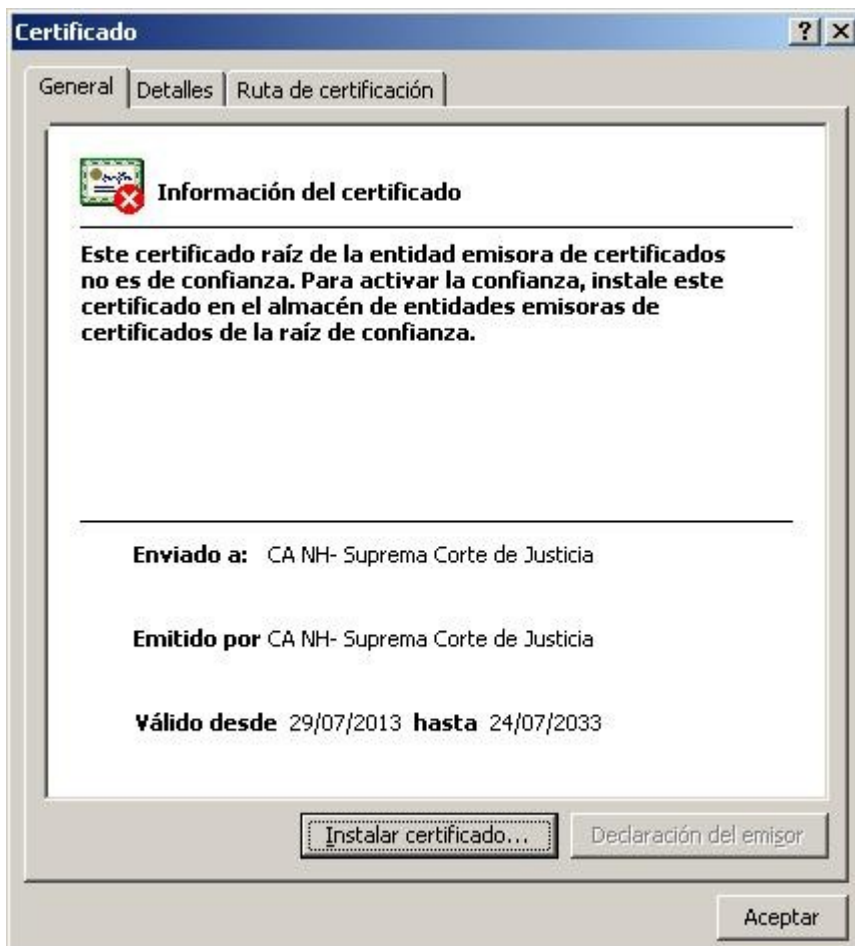 Certificado
General Detalles Ruta de certificación
Información del certificado
Este certificado raíz de la entidad emisora de certificados
no es de confianza. Para activar la confianza, instale este
certificado en el almacén de entidades emisoras de
certificados de la raíz de confianza.
Enviado a: CA NH- Suprema Corte de Justicia
Emitido por CA NH- Suprema Corte de Justicia
Válido desde 29/07/2013 hasta 24/07/2033
Instalar certificado... Declaración del emisor
Aceptar